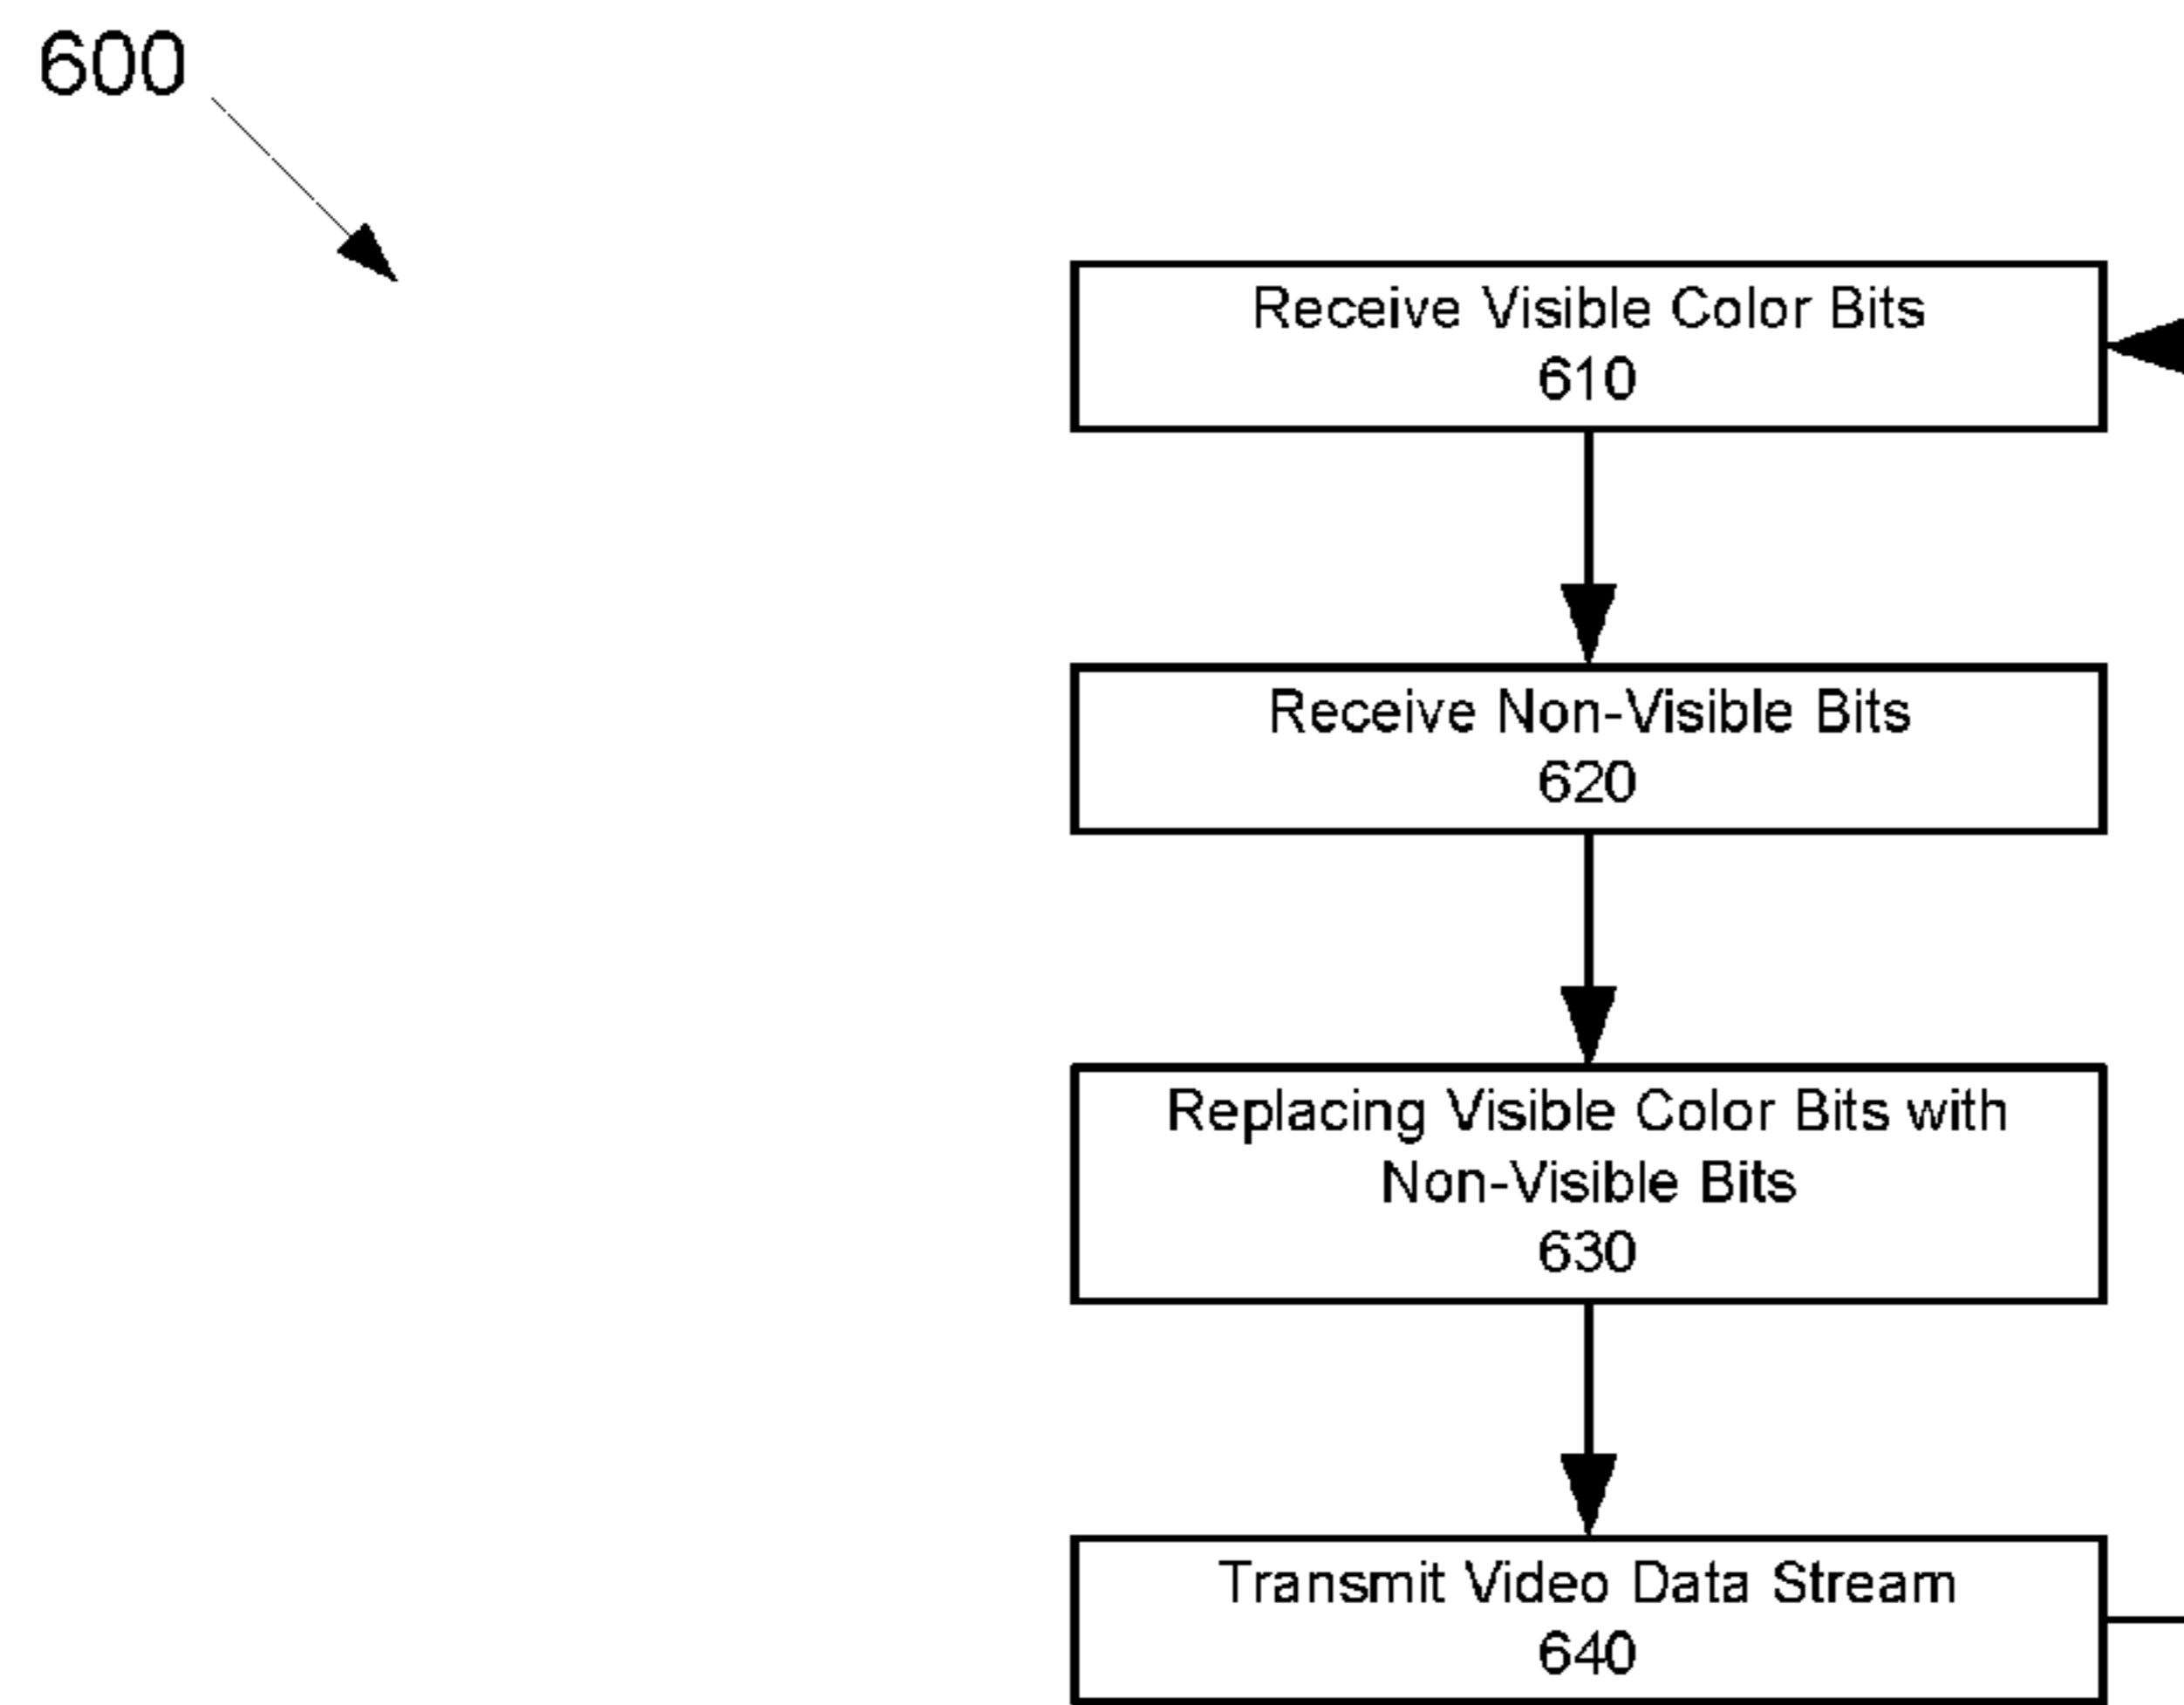 600
Receive Visible Color Bits
610
Receive Non-Visible Bits
620
Replacing Visible Color Bits with
Non-Visible Bits
630
Transmit Video Data Stream
640